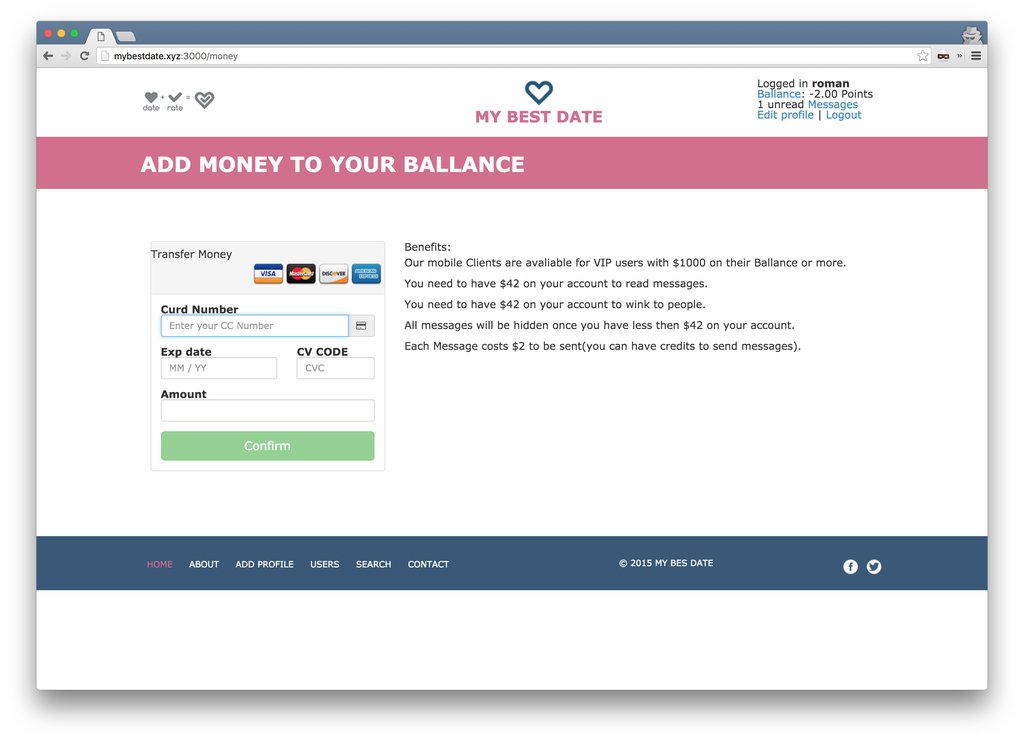 mybestdate.xyz:3000/money
date + rate =
MY BEST DATE
Logged in roman
Ballance: -2.00 Points
1 unread Messages
Edit profile | Logout
ADD MONEY TO YOUR BALLANCE
Transfer Money
VISA MasterCard DISCOVER AMERICAN EXPRESS
Curd Number
Enter your CC Number
Exp date CV CODE
MM / YY CVC
Amount
Confirm
Benefits:
Our mobile Clients are avaliable for VIP users with $1000 on their Ballance or more.
You need to have $42 on your account to read messages.
You need to have $42 on your account to wink to people.
All messages will be hidden once you have less then $42 on your account.
Each Message costs $2 to be sent(you can have credits to send messages).
HOME ABOUT ADD PROFILE USERS SEARCH CONTACT
© 2015 MY BES DATE